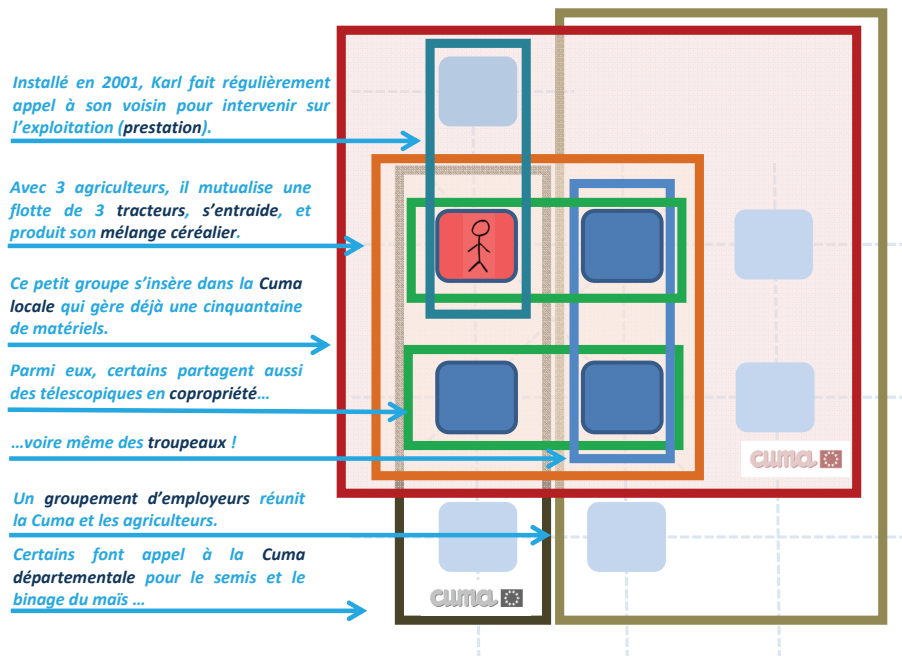 Installé en 2001, Karl fait régulièrement
appel à son voisin pour intervenir sur
l'exploitation (prestation).
Avec 3 agriculteurs, il mutualise une
flotte de 3 tracteurs, s'entraide, et
produit son mélange céréalier.
Ce petit groupe s'insère dans la Cuma
locale qui gère déjà une cinquantaine
de matériels.
Parmi eux, certains partagent aussi
des télescopiques en copropriété…
…voire même des troupeaux !
Un groupement d'employeurs réunit
la Cuma et les agriculteurs.
Certains font appel à la Cuma
départementale pour le semis et le
binage du maïs …
cuma
cuma